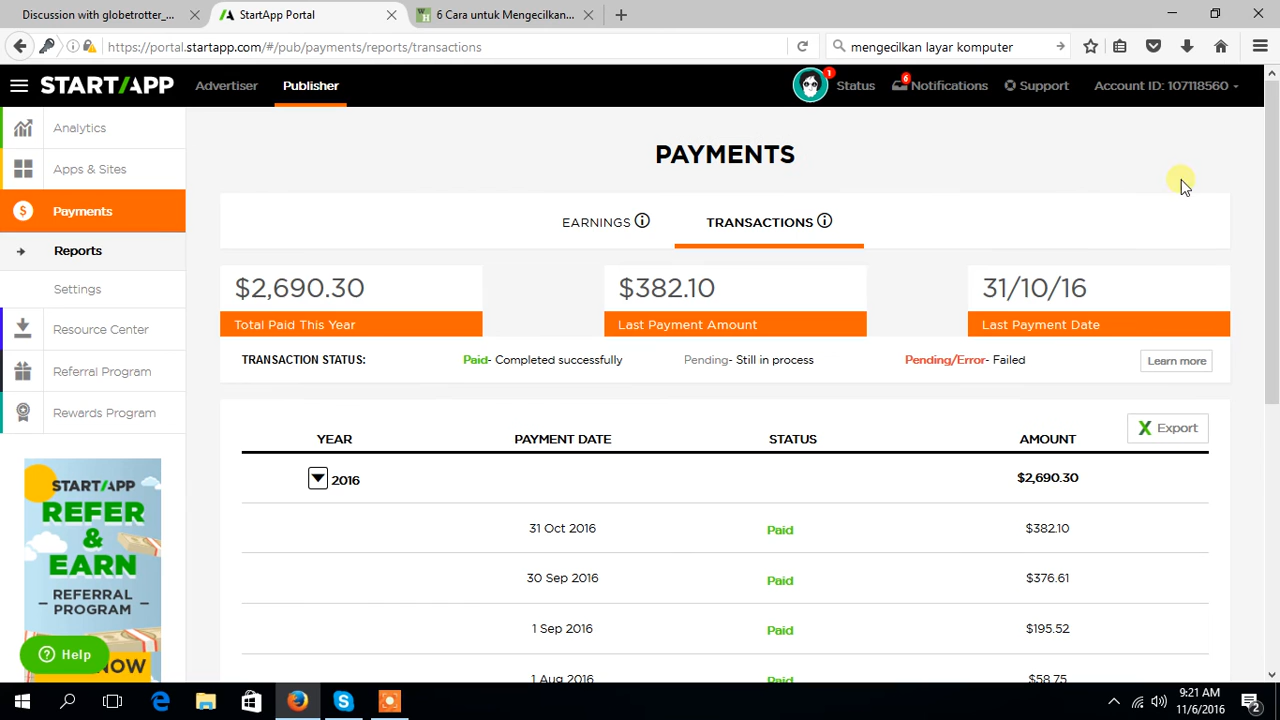 Discussion with globetrotter_...
StartApp Portal
6 Cara untuk Mengecilkan...
https://portal.startapp.com/#/pub/payments/reports/transactions
mengecilkan layar komputer
START/APP
Advertiser
Publisher
1
Status
6
Notifications
Support
Account ID: 107118560
Analytics
Apps & Sites
Payments
Reports
Settings
Resource Center
Referral Program
Rewards Program
START/APP
REFER
&
EARN
REFERRAL
PROGRAM
NOW
Help
PAYMENTS
EARNINGS
TRANSACTIONS
$2,690.30
Total Paid This Year
$382.10
Last Payment Amount
31/10/16
Last Payment Date
TRANSACTION STATUS:
Paid- Completed successfully
Pending- Still in process
Pending/Error- Failed
Learn more
Export
YEAR PAYMENT DATE STATUS AMOUNT
2016 $2,690.30
31 Oct 2016 Paid $382.10
30 Sep 2016 Paid $376.61
1 Sep 2016 Paid $195.52
1 Aug 2016 Paid $58.75
9:21 AM
11/6/2016
2